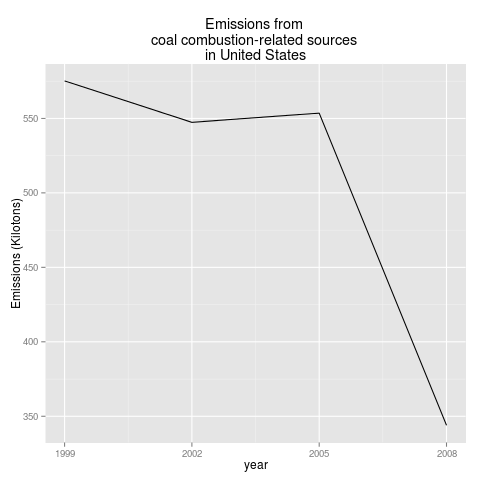 Emissions from
coal combustion-related sources
in United States
Emissions (Kilotons)
550
500
450
400
350
1999
2002
2005
2008
year